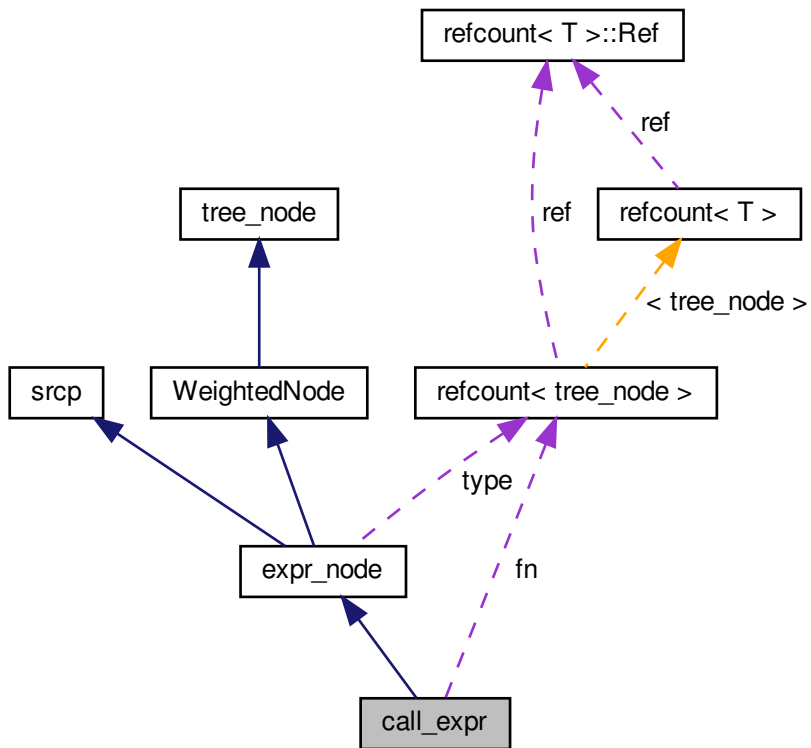 refcount< T >::Ref
ref
tree_node
ref
refcount< T >
< tree_node >
srcp
WeightedNode
refcount< tree_node >
type
expr_node
fn
call_expr